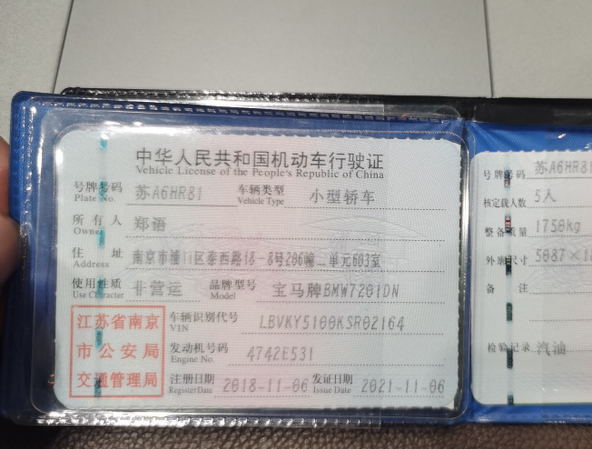 中华人民共和国机动车行驶证
Vehicle License of the People's Republic of China
号牌号码 苏A6HR81 车辆类型 小型轿车
Plate No. Vehicle Type
所有人 郑语
Owner
住址
Address
使用性质 非营运 品牌型号 宝马牌BMW7201DN
Use Character Model
江苏省南京
市公安局
交通管理局
车辆识别代号 LBVKY5100KSR02164
VIN
发动机号码 4742E531
Engine No.
注册日期 2018-11-06 发证日期 2021-11-06
Register Date Issue Date
号牌号码 苏A6HR81
核定载人数 5人
整备质量 1750kg
外廓尺寸 5087×
备注
检验记录 汽油